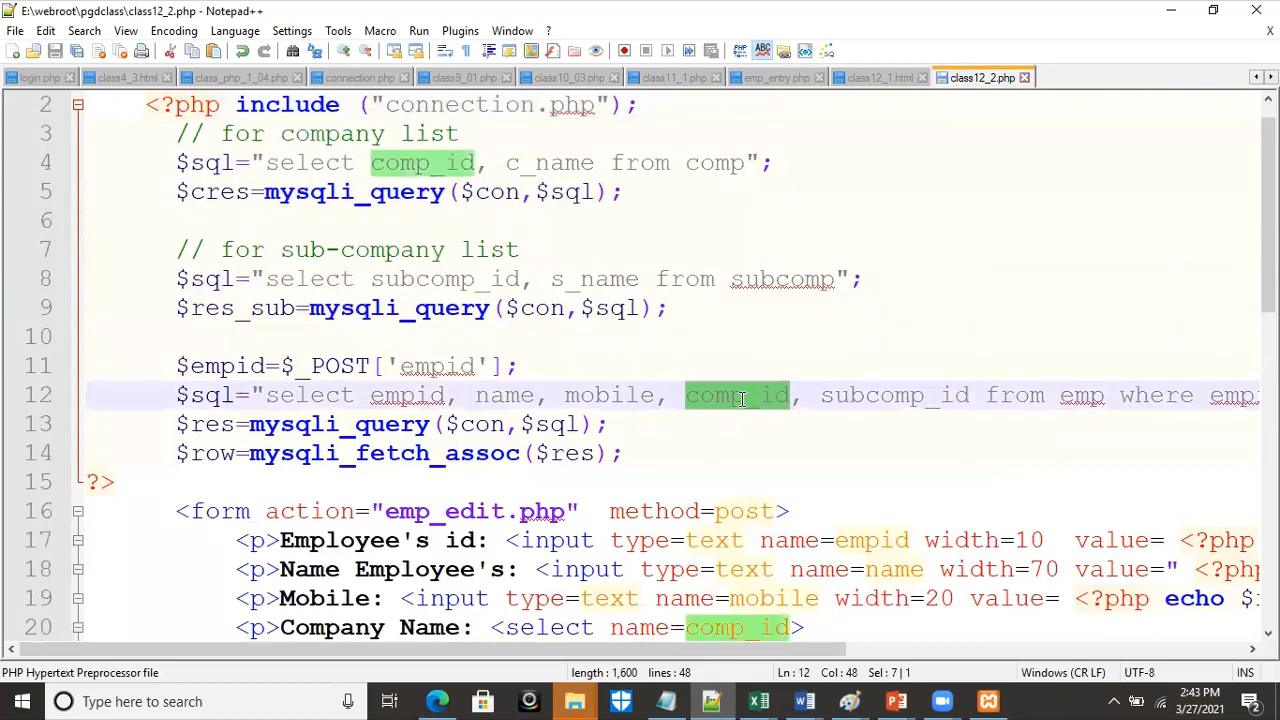 E:\webroot\pgdclass\class12_2.php - Notepad++
File Edit Search View Encoding Language Settings Tools Macro Run Plugins Window ? X
login.php class4_3.html class_prp_1_04.php connection.php class9_01.php class10_03.php class11_1.php emp_entry.php class12_1.html class12_2.php
2 <?php include ("connection.php");
3 // for company list
4 $sql="select comp_id, c_name from comp";
5 $cres=mysqli_query($con,$sql);
6
7 // for sub-company list
8 $sql="select subcomp_id, s_name from subcomp";
9 $res_sub=mysqli_query($con,$sql);
10
11 $empid=$_POST['empid'];
12 $sql="select empid, name, mobile, comp_id, subcomp_id from emp where emp
13 $res=mysqli_query($con,$sql);
14 $row=mysqli_fetch_assoc($res);
15 ?>
16 <form action="emp_edit.php" method=post>
17 <p>Employee's id: <input type=text name=empid width=10 value= <?php
18 <p>Name Employee's: <input type=text name=name width=70 value=" <?php
19 <p>Mobile: <input type=text name=mobile width=20 value= <?php echo $
20 <p>Company Name: <select name=comp_id>
PHP Hypertext Preprocessor file length : 1,600 lines : 48 Ln : 12 Col : 48 Sel : 7 | 1 Windows (CR LF) UTF-8 INS
Type here to search
2:43 PM
3/27/2021
2